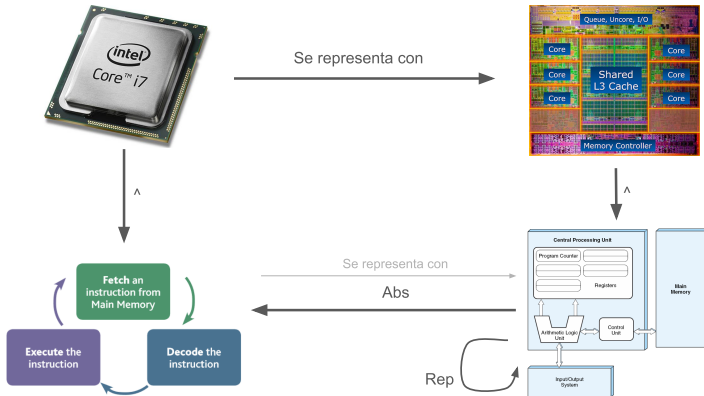 intel
Core™ i7
Se representa con
Queue, Uncore, I/O
Core
Core
Core
Shared
L3 Cache
Core
Core
Core
Memory Controller
^
^
Fetch an
instruction from
Main Memory
Execute the
instruction
Decode the
instruction
Se representa con
Abs
Rep
Central Processing Unit
Program Counter
Registers
Arithmetic Logic
Unit
Control
Unit
Main
Memory
Input/Output
System